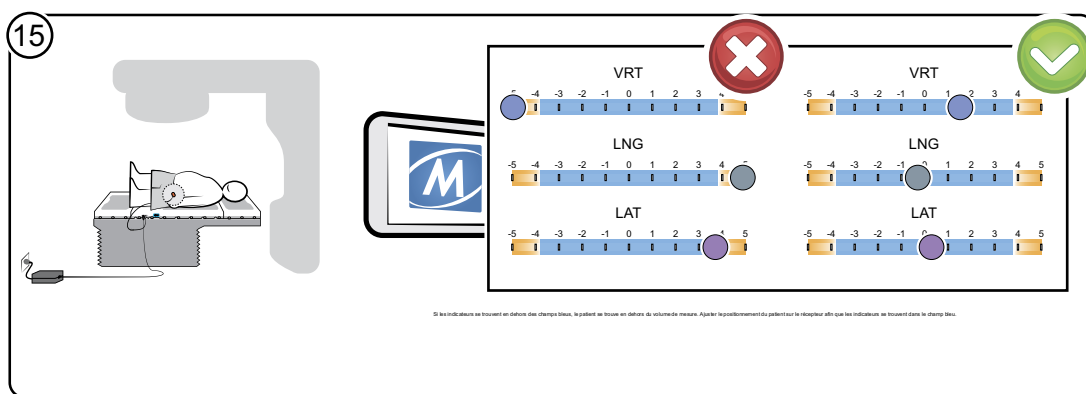 15
VRT
VRT
-4 -3 -2 -1 0 1 2 3 4
-5 -4 -3 -2 -1 0 1 2 3 4 5
LNG
LNG
-5 -4 -3 -2 -1 0 1 2 3 4
-5 -4 -3 -2 -1 0 1 2 3 4 5
M
LAT
LAT
-5 -4 -3 -2 -1 0 1 2 3 4 5
-5 -4 -3 -2 -1 0 1 2 3 4 5
Si les indicateurs se trouvent en dehors des champs bleus, le patient se trouve en dehors du volume de mesure. Ajuster le positionnement du patient sur le récepteur afin que les indicateurs se trouvent dans le champ bleu.